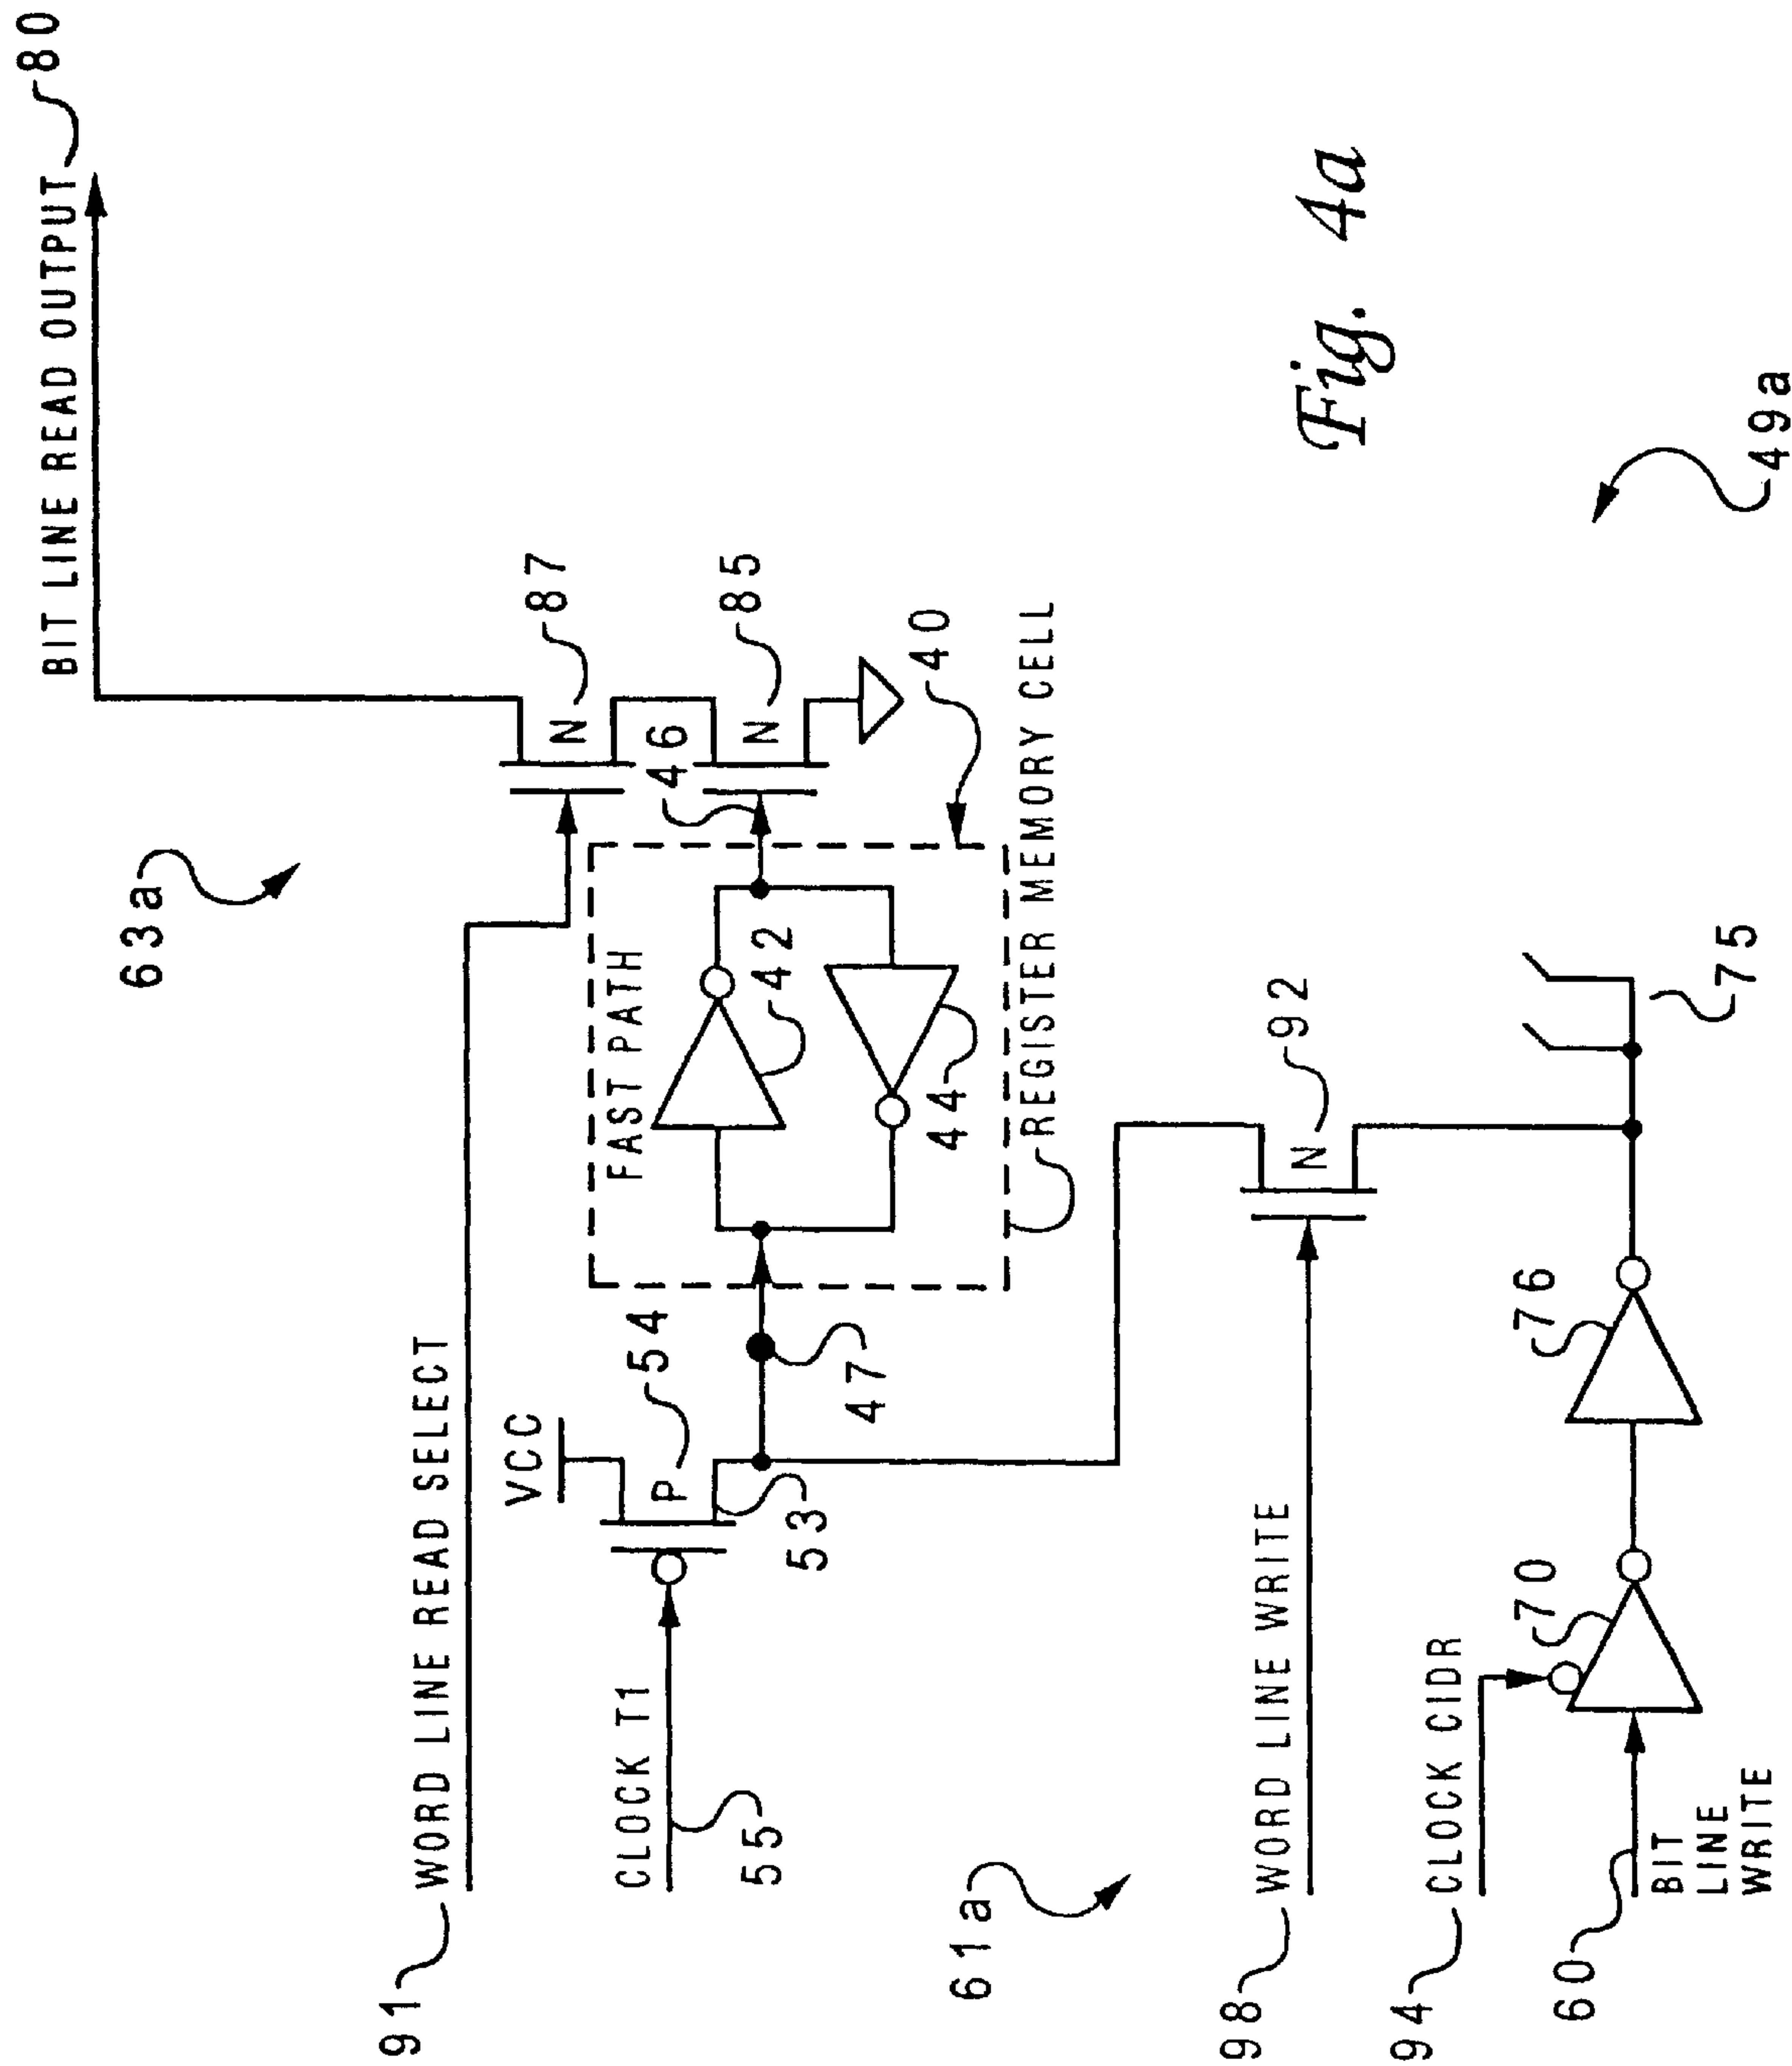 BIT LINE READ OUTPUT
80
63a
91
WORD LINE READ SELECT
N
87
VCC
P
54
46
N
85
CLOCK T1
55
53
47
FAST PATH
42
44
40
REGISTER MEMORY CELL
61a
98
WORD LINE WRITE
N
92
94
CLOCK CIDR
60
BIT
LINE
WRITE
70
76
75
Fig. 4a
49a